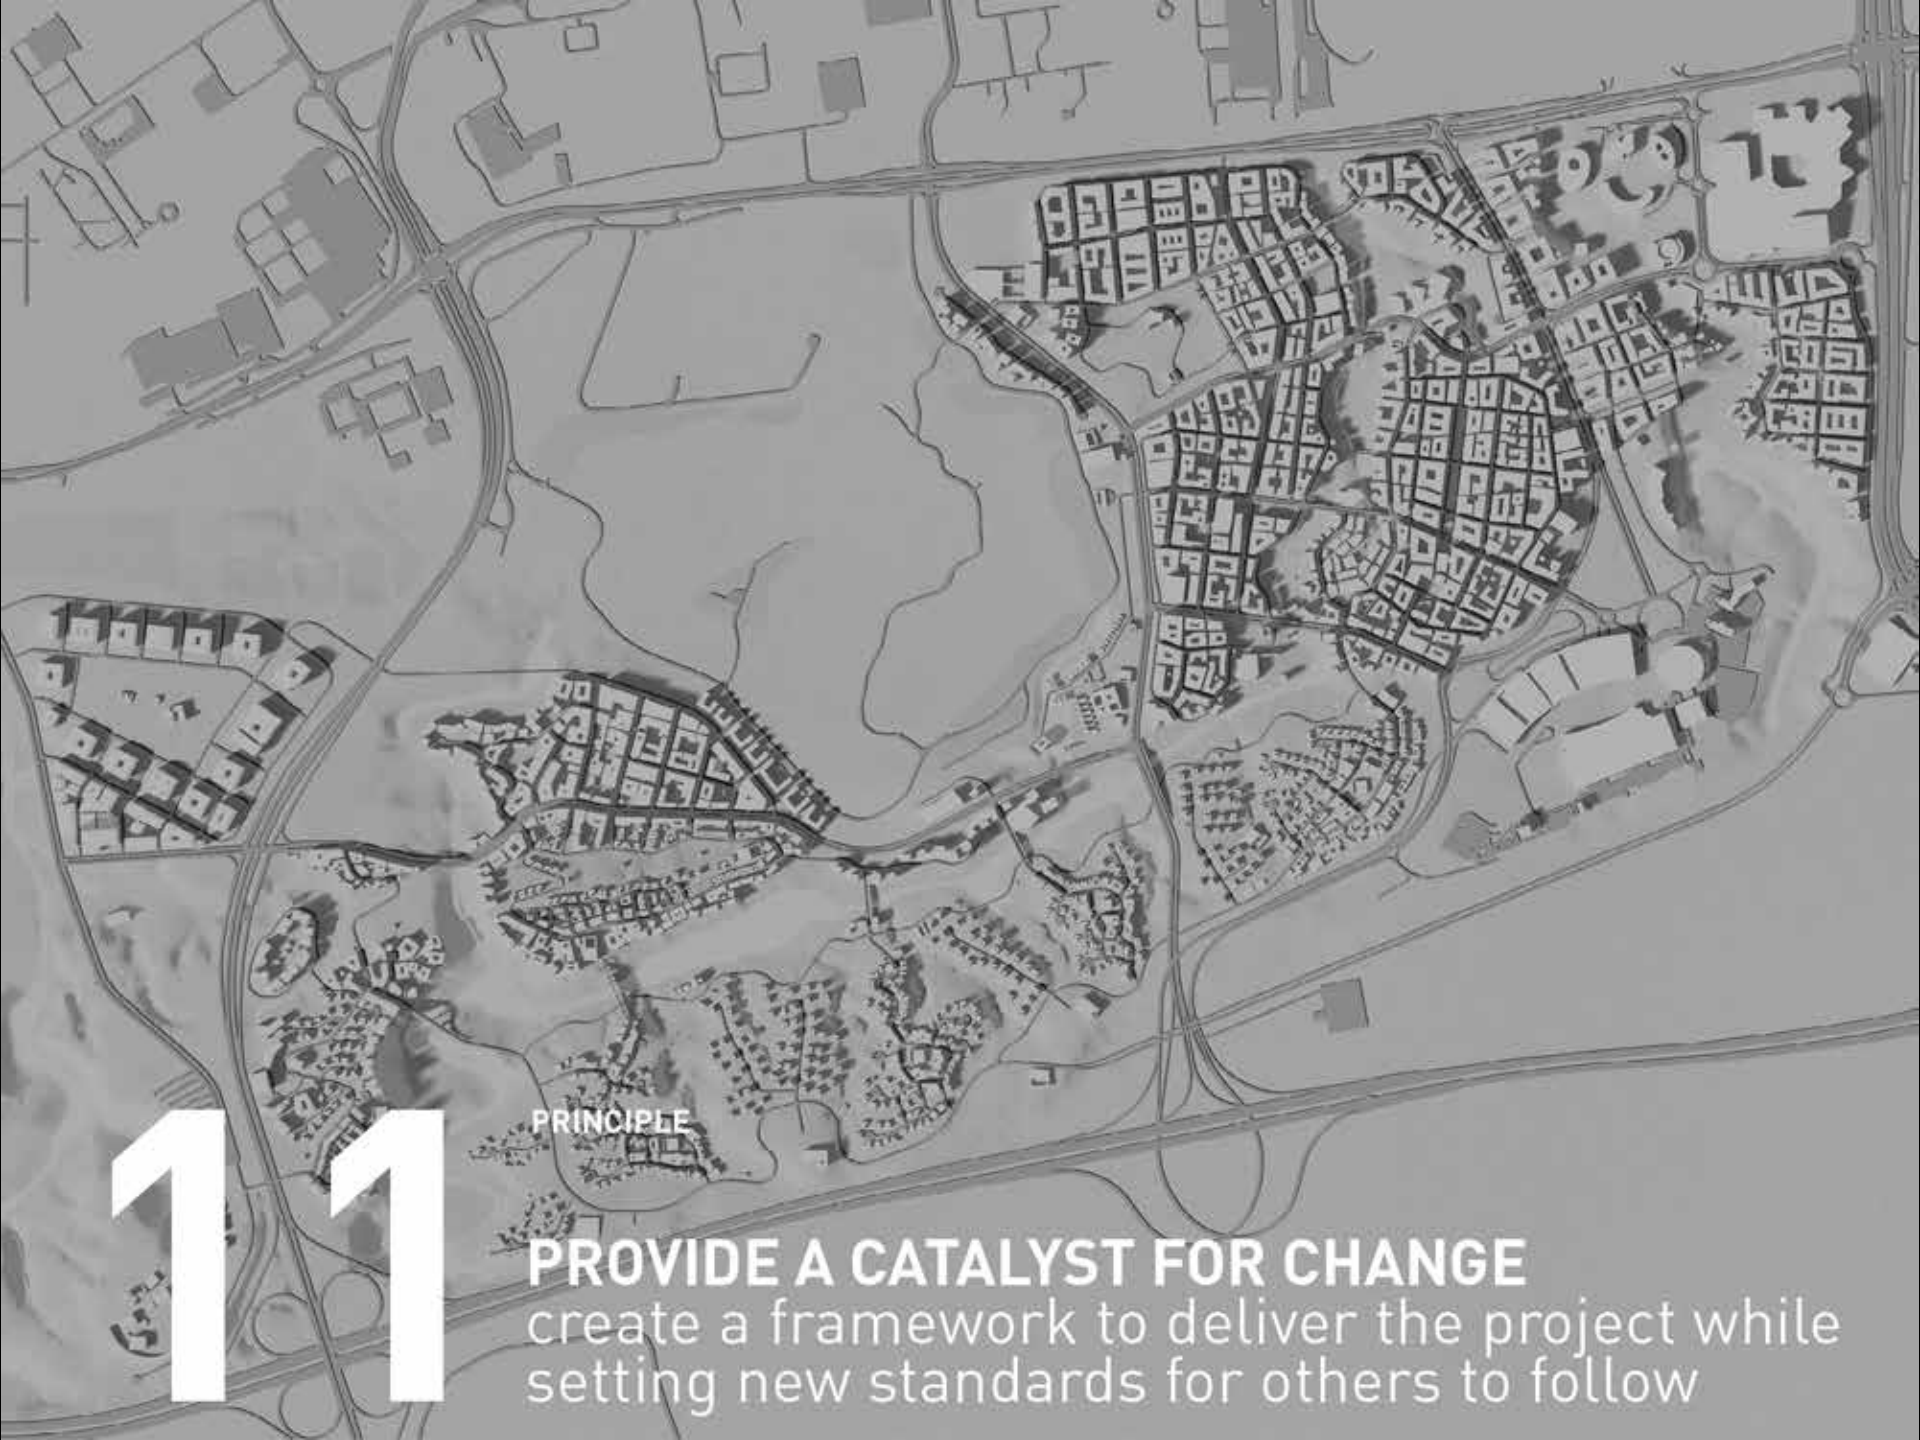 11
PRINCIPLE
PROVIDE A CATALYST FOR CHANGE
create a framework to deliver the project while
setting new standards for others to follow